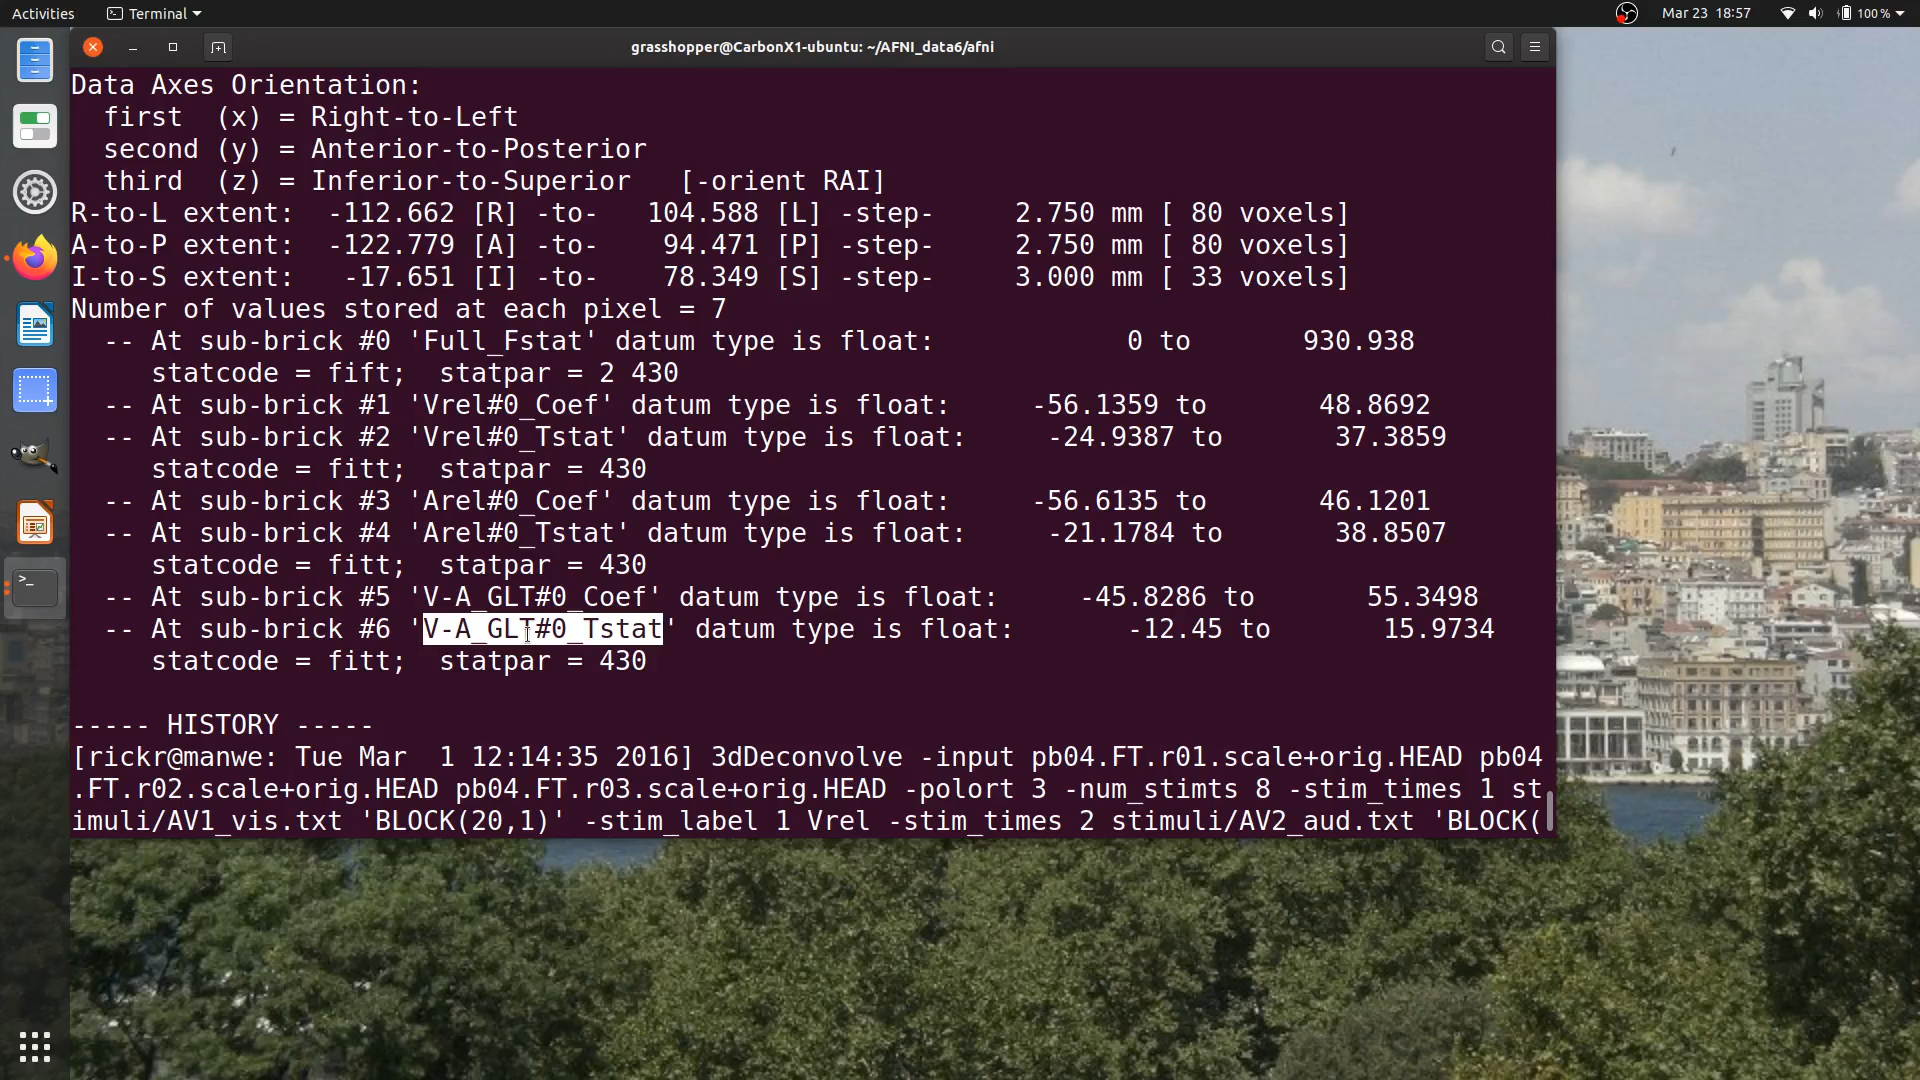 Activities Terminal Mar 23 18:57 100%
grasshopper@CarbonX1-ubuntu: ~/AFNI_data6/afni
Data Axes Orientation:
  first  (x) = Right-to-Left
  second (y) = Anterior-to-Posterior
  third  (z) = Inferior-to-Superior   [-orient RAI]
R-to-L extent:  -112.662 [R] -to-   104.588 [L] -step-     2.750 mm [ 80 voxels]
A-to-P extent:  -122.779 [A] -to-    94.471 [P] -step-     2.750 mm [ 80 voxels]
I-to-S extent:   -17.651 [I] -to-    78.349 [S] -step-     3.000 mm [ 33 voxels]
Number of values stored at each pixel = 7
  -- At sub-brick #0 'Full_Fstat' datum type is float:            0 to       930.938
     statcode = fift;  statpar = 2 430
  -- At sub-brick #1 'Vrel#0_Coef' datum type is float:     -56.1359 to       48.8692
  -- At sub-brick #2 'Vrel#0_Tstat' datum type is float:     -24.9387 to       37.3859
     statcode = fitt;  statpar = 430
  -- At sub-brick #3 'Arel#0_Coef' datum type is float:     -56.6135 to       46.1201
  -- At sub-brick #4 'Arel#0_Tstat' datum type is float:     -21.1784 to       38.8507
     statcode = fitt;  statpar = 430
  -- At sub-brick #5 'V-A_GLT#0_Coef' datum type is float:     -45.8286 to       55.3498
  -- At sub-brick #6 'V-A_GLT#0_Tstat' datum type is float:       -12.45 to       15.9734
     statcode = fitt;  statpar = 430
----- HISTORY -----
[rickr@manwe: Tue Mar  1 12:14:35 2016] 3dDeconvolve -input pb04.FT.r01.scale+orig.HEAD pb04
.FT.r02.scale+orig.HEAD pb04.FT.r03.scale+orig.HEAD -polort 3 -num_stimts 8 -stim_times 1 st
imuli/AV1_vis.txt 'BLOCK(20,1)' -stim_label 1 Vrel -stim_times 2 stimuli/AV2_aud.txt 'BLOCK(